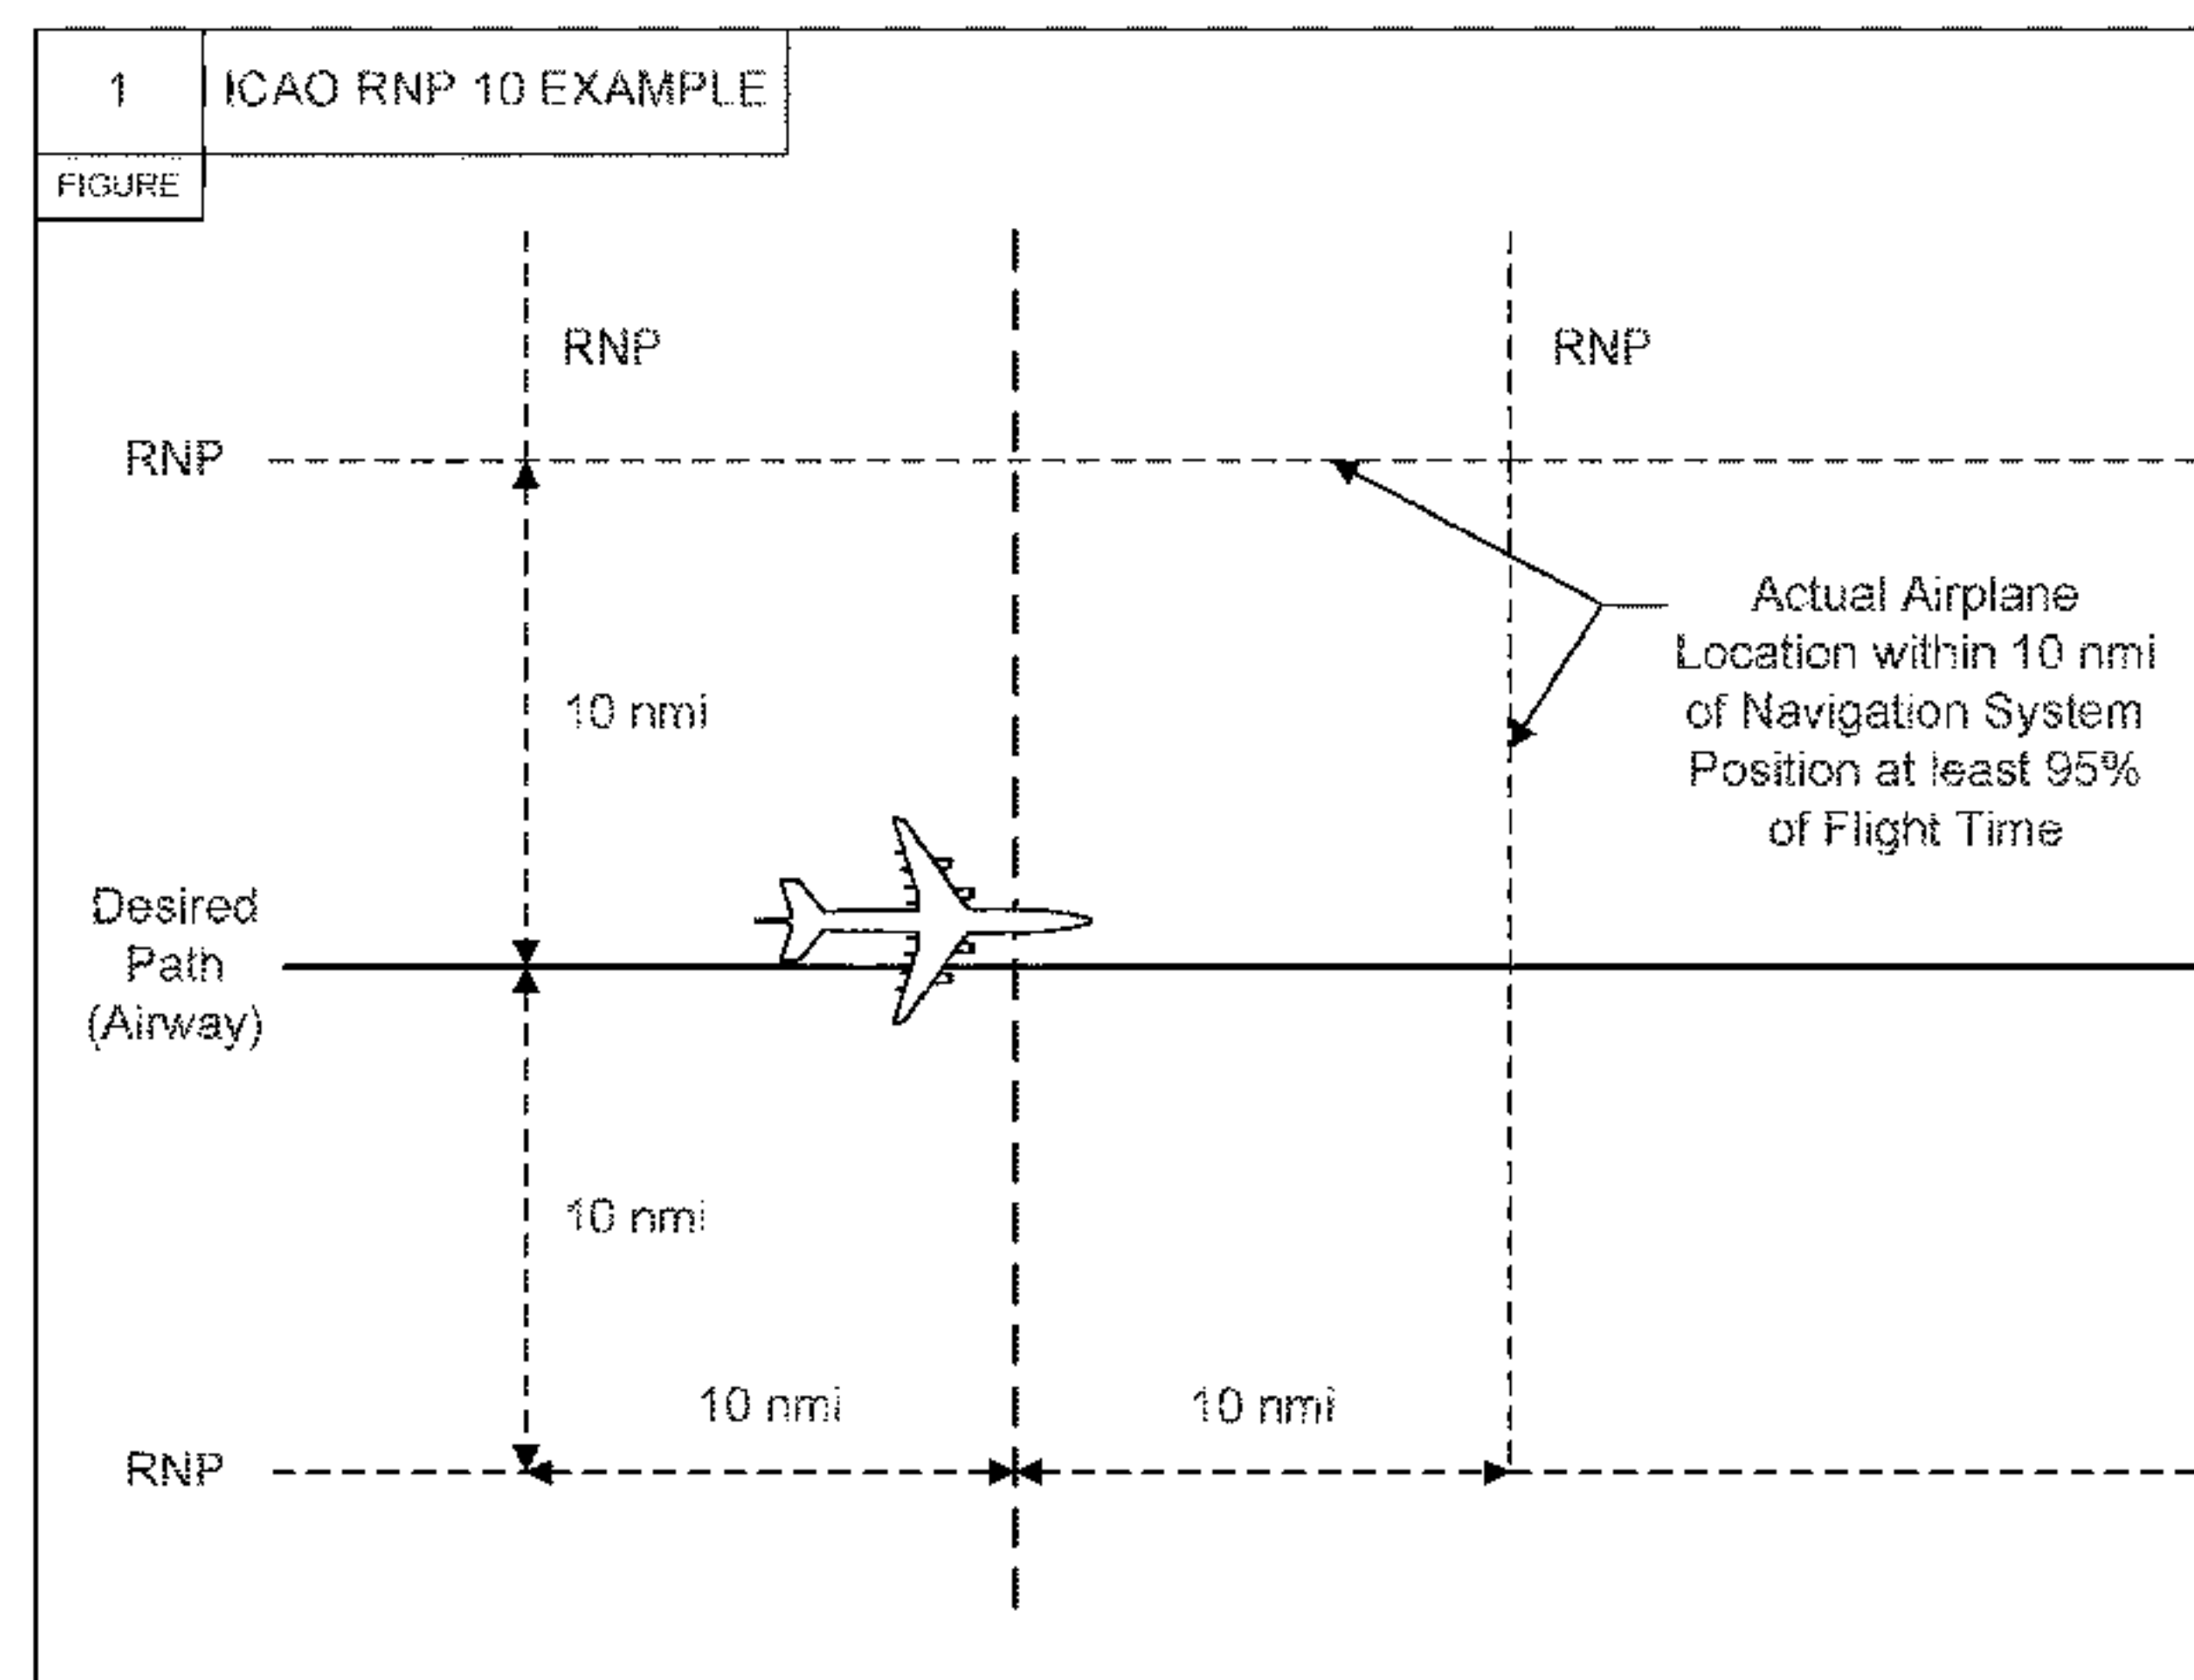 1
ICAO RNP 10 EXAMPLE
FIGURE
RNP
RNP
RNP
Actual Airplane
Location within 10 nmi
of Navigation System
Position at least 95%
of Flight Time
10 nmi
Desired
Path
(Airway)
10 nmi
10 nmi
10 nmi
RNP